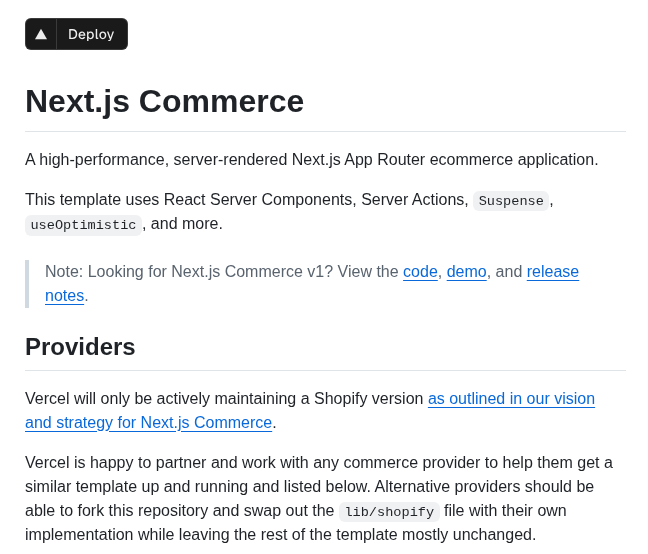 Deploy
Next.js Commerce
A high-performance, server-rendered Next.js App Router ecommerce application.
This template uses React Server Components, Server Actions, Suspense,
useOptimistic, and more.
Note: Looking for Next.js Commerce v1? View the code, demo, and release
notes.
Providers
Vercel will only be actively maintaining a Shopify version as outlined in our vision
and strategy for Next.js Commerce.
Vercel is happy to partner and work with any commerce provider to help them get a
similar template up and running and listed below. Alternative providers should be
able to fork this repository and swap out the lib/shopify file with their own
implementation while leaving the rest of the template mostly unchanged.